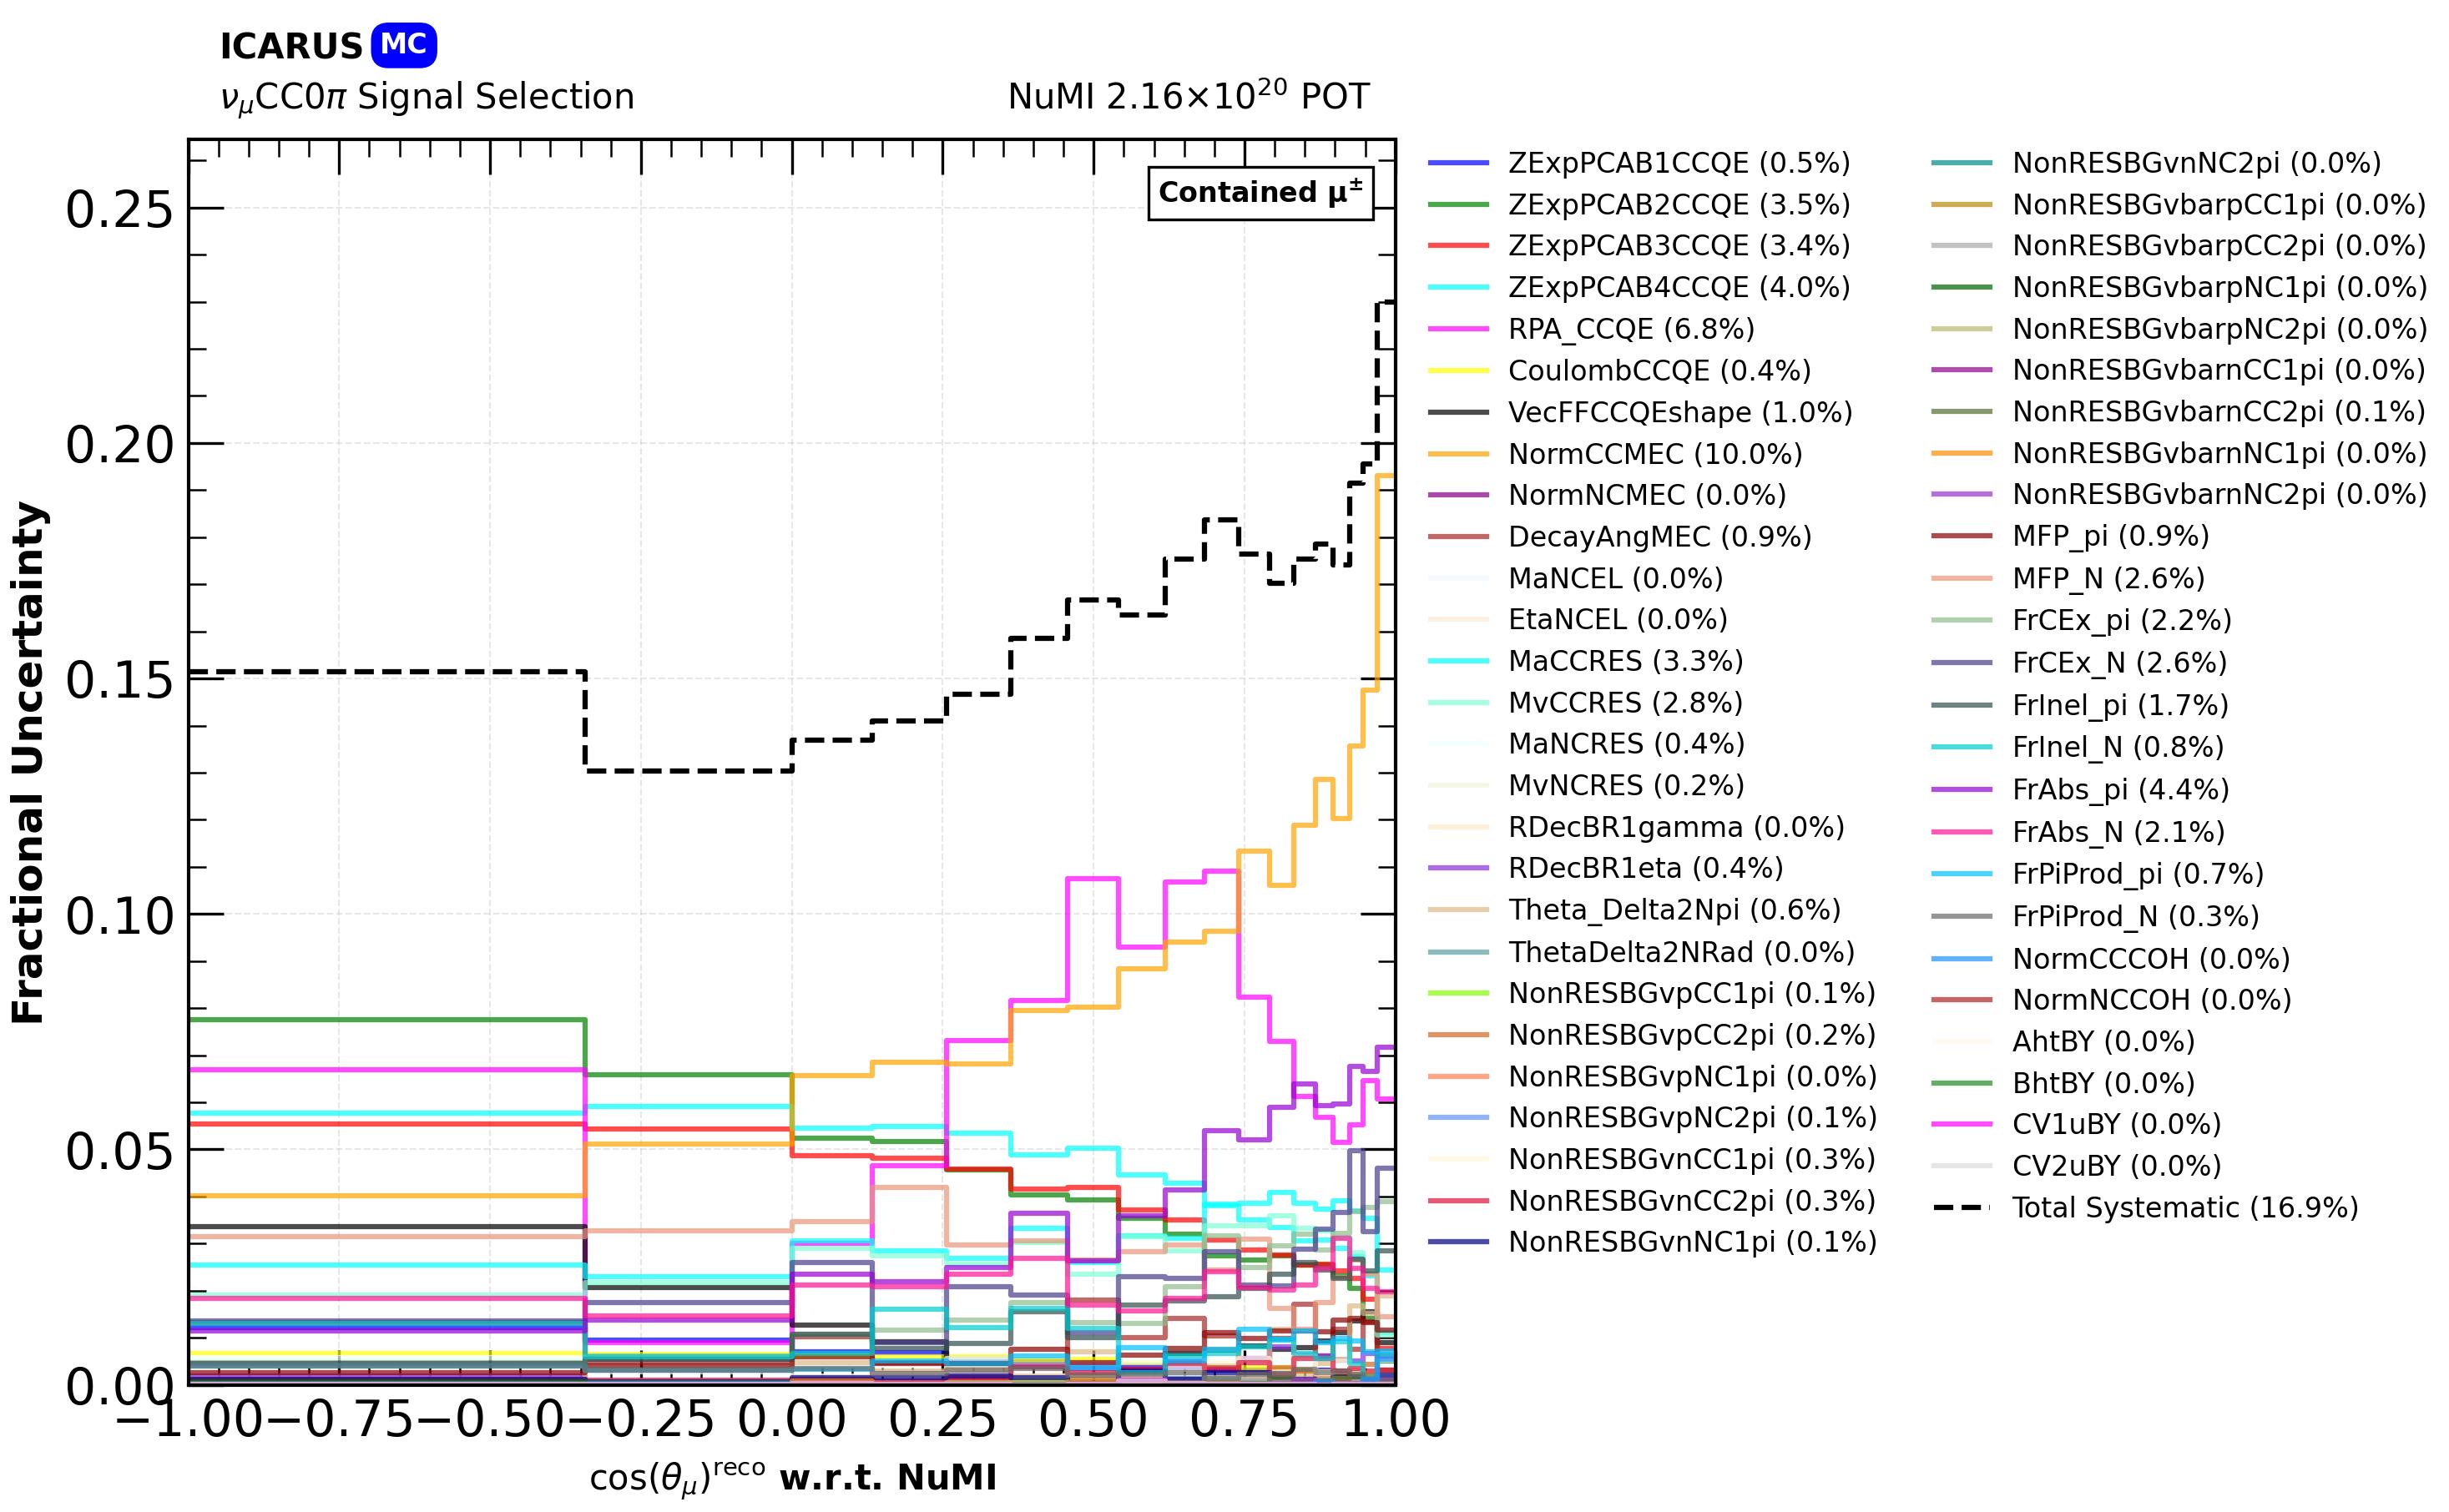 ICARUS MC
νμCC0π Signal Selection
NuMI 2.16×10²⁰ POT
Contained μ±
Fractional Uncertainty
0.25
0.20
0.15
0.10
0.05
0.00
−1.00 −0.75 −0.50 −0.25 0.00 0.25 0.50 0.75 1.00
cos(θμ)reco w.r.t. NuMI
ZExpPCAB1CCQE (0.5%)
ZExpPCAB2CCQE (3.5%)
ZExpPCAB3CCQE (3.4%)
ZExpPCAB4CCQE (4.0%)
RPA_CCQE (6.8%)
CoulombCCQE (0.4%)
VecFFCCQEshape (1.0%)
NormCCMEC (10.0%)
NormNCMEC (0.0%)
DecayAngMEC (0.9%)
MaNCEL (0.0%)
EtaNCEL (0.0%)
MaCCRES (3.3%)
MvCCRES (2.8%)
MaNCRES (0.4%)
MvNCRES (0.2%)
RDecBR1gamma (0.0%)
RDecBR1eta (0.4%)
Theta_Delta2Npi (0.6%)
ThetaDelta2NRad (0.0%)
NonRESBGvpCC1pi (0.1%)
NonRESBGvpCC2pi (0.2%)
NonRESBGvpNC1pi (0.0%)
NonRESBGvpNC2pi (0.1%)
NonRESBGvnCC1pi (0.3%)
NonRESBGvnCC2pi (0.3%)
NonRESBGvnNC1pi (0.1%)
NonRESBGvnNC2pi (0.0%)
NonRESBGvbarpCC1pi (0.0%)
NonRESBGvbarpCC2pi (0.0%)
NonRESBGvbarpNC1pi (0.0%)
NonRESBGvbarpNC2pi (0.0%)
NonRESBGvbarnCC1pi (0.0%)
NonRESBGvbarnCC2pi (0.1%)
NonRESBGvbarnNC1pi (0.0%)
NonRESBGvbarnNC2pi (0.0%)
MFP_pi (0.9%)
MFP_N (2.6%)
FrCEx_pi (2.2%)
FrCEx_N (2.6%)
FrInel_pi (1.7%)
FrInel_N (0.8%)
FrAbs_pi (4.4%)
FrAbs_N (2.1%)
FrPiProd_pi (0.7%)
FrPiProd_N (0.3%)
NormCCCOH (0.0%)
NormNCCOH (0.0%)
AhtBY (0.0%)
BhtBY (0.0%)
CV1uBY (0.0%)
CV2uBY (0.0%)
Total Systematic (16.9%)